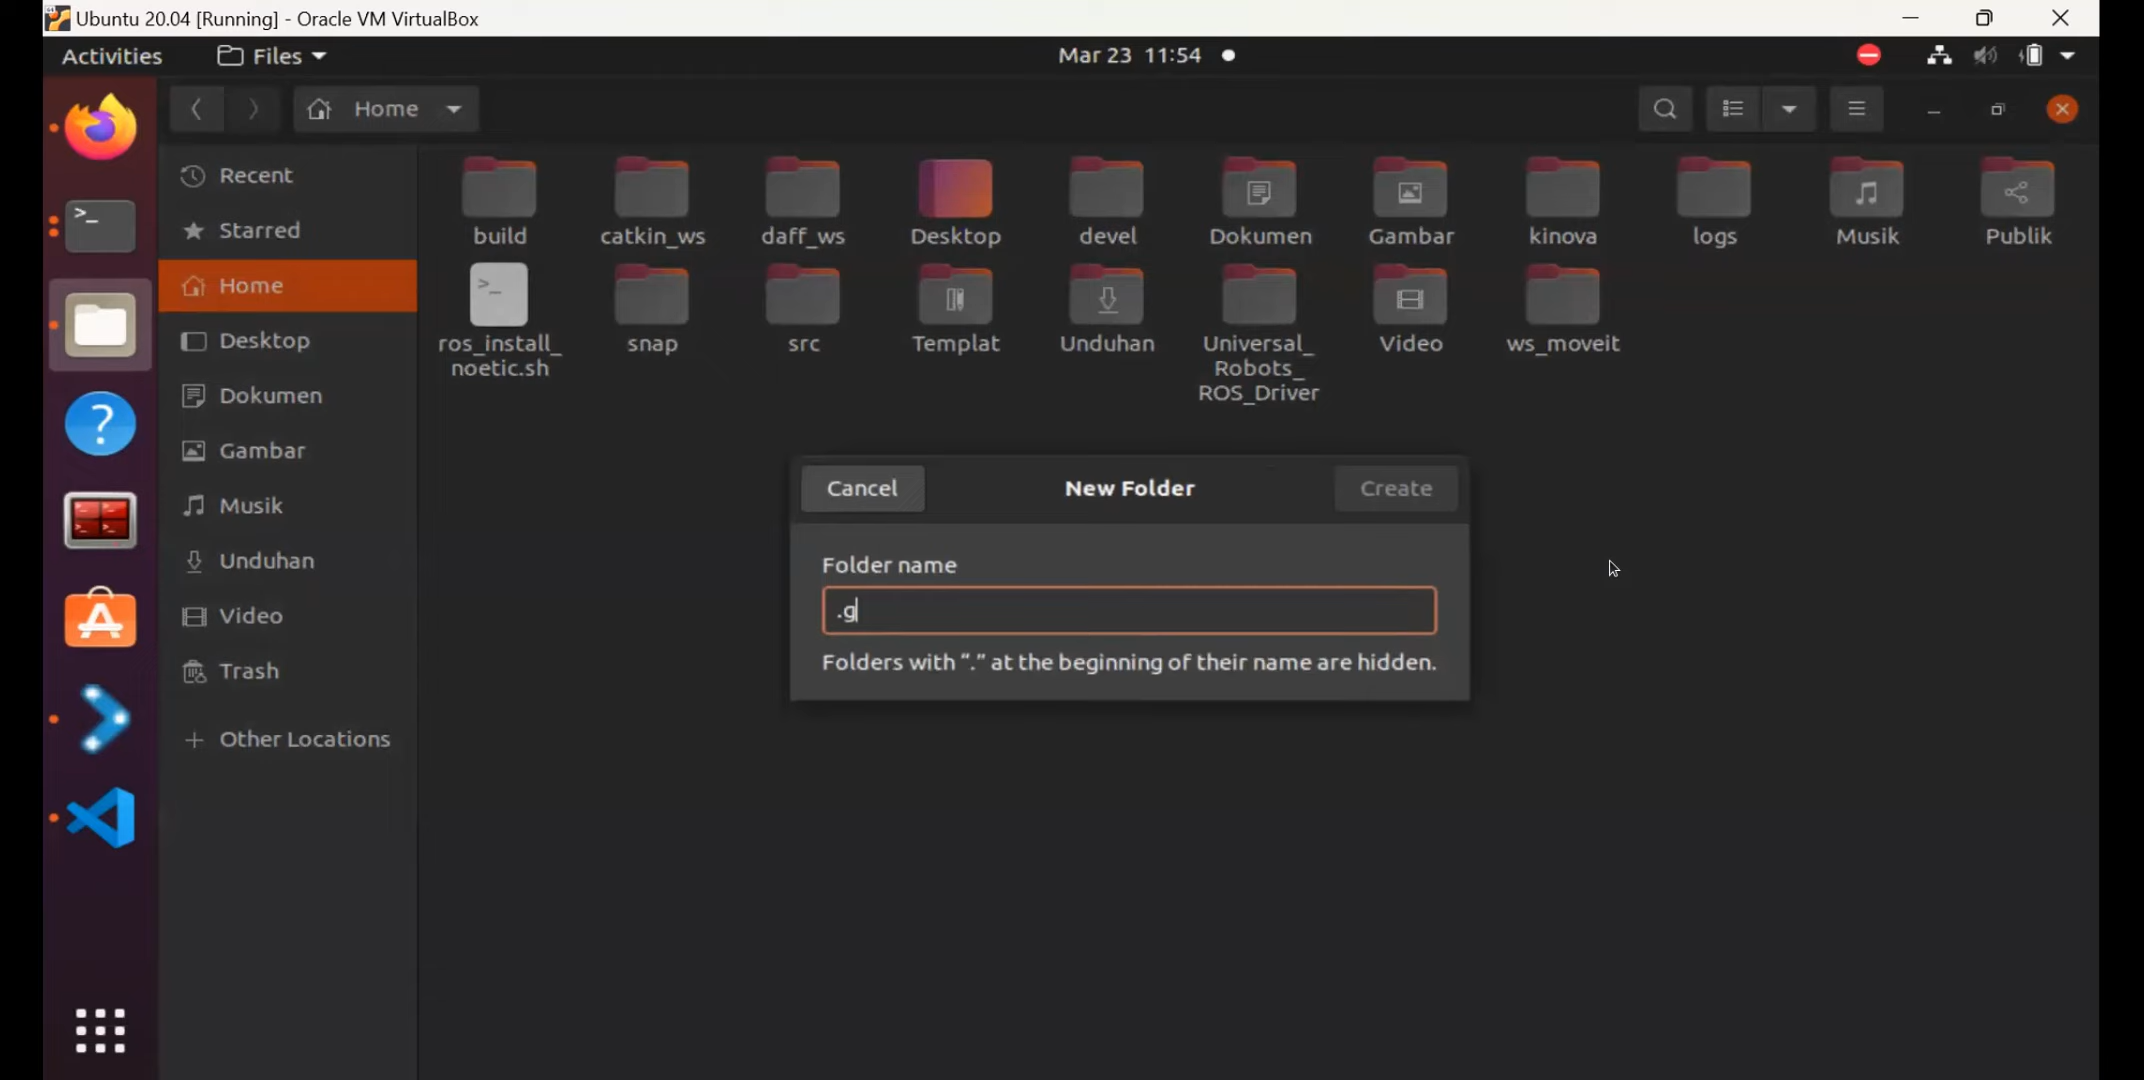 Ubuntu 20.04 [Running] - Oracle VM VirtualBox
Activities Files Mar 23 11:54
Home
Recent
Starred
Home
Desktop
Dokumen
Gambar
Musik
Unduhan
Video
Trash
+ Other Locations
build catkin_ws daff_ws Desktop devel Dokumen Gambar kinova logs Musik Publik
ros_install_ snap src Templat Unduhan Universal_ Video ws_moveit
noetic.sh Robots_
ROS_Driver
Cancel New Folder Create
Folder name
.g
Folders with “.” at the beginning of their name are hidden.